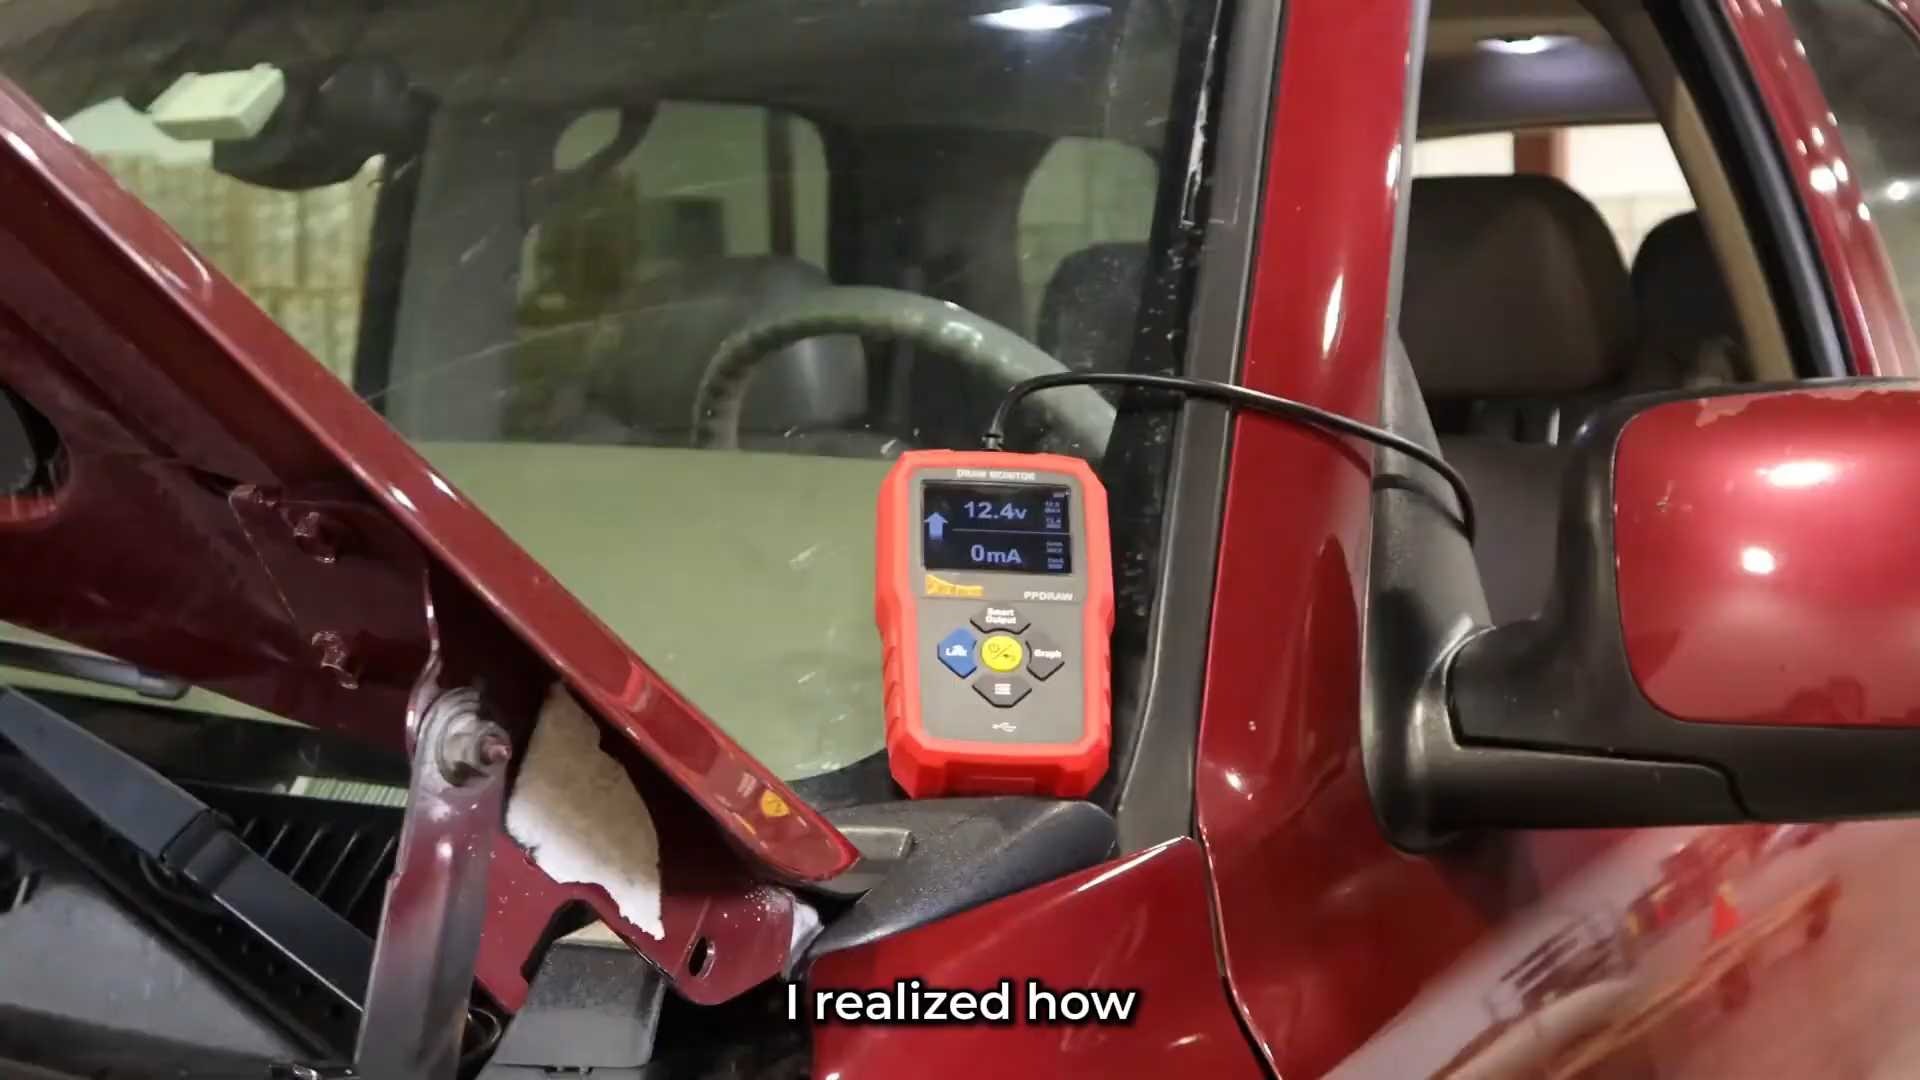 DRAW MONITOR
12.4v
0mA
PPDRAW
Smart
Output
Link
Graph
I realized how